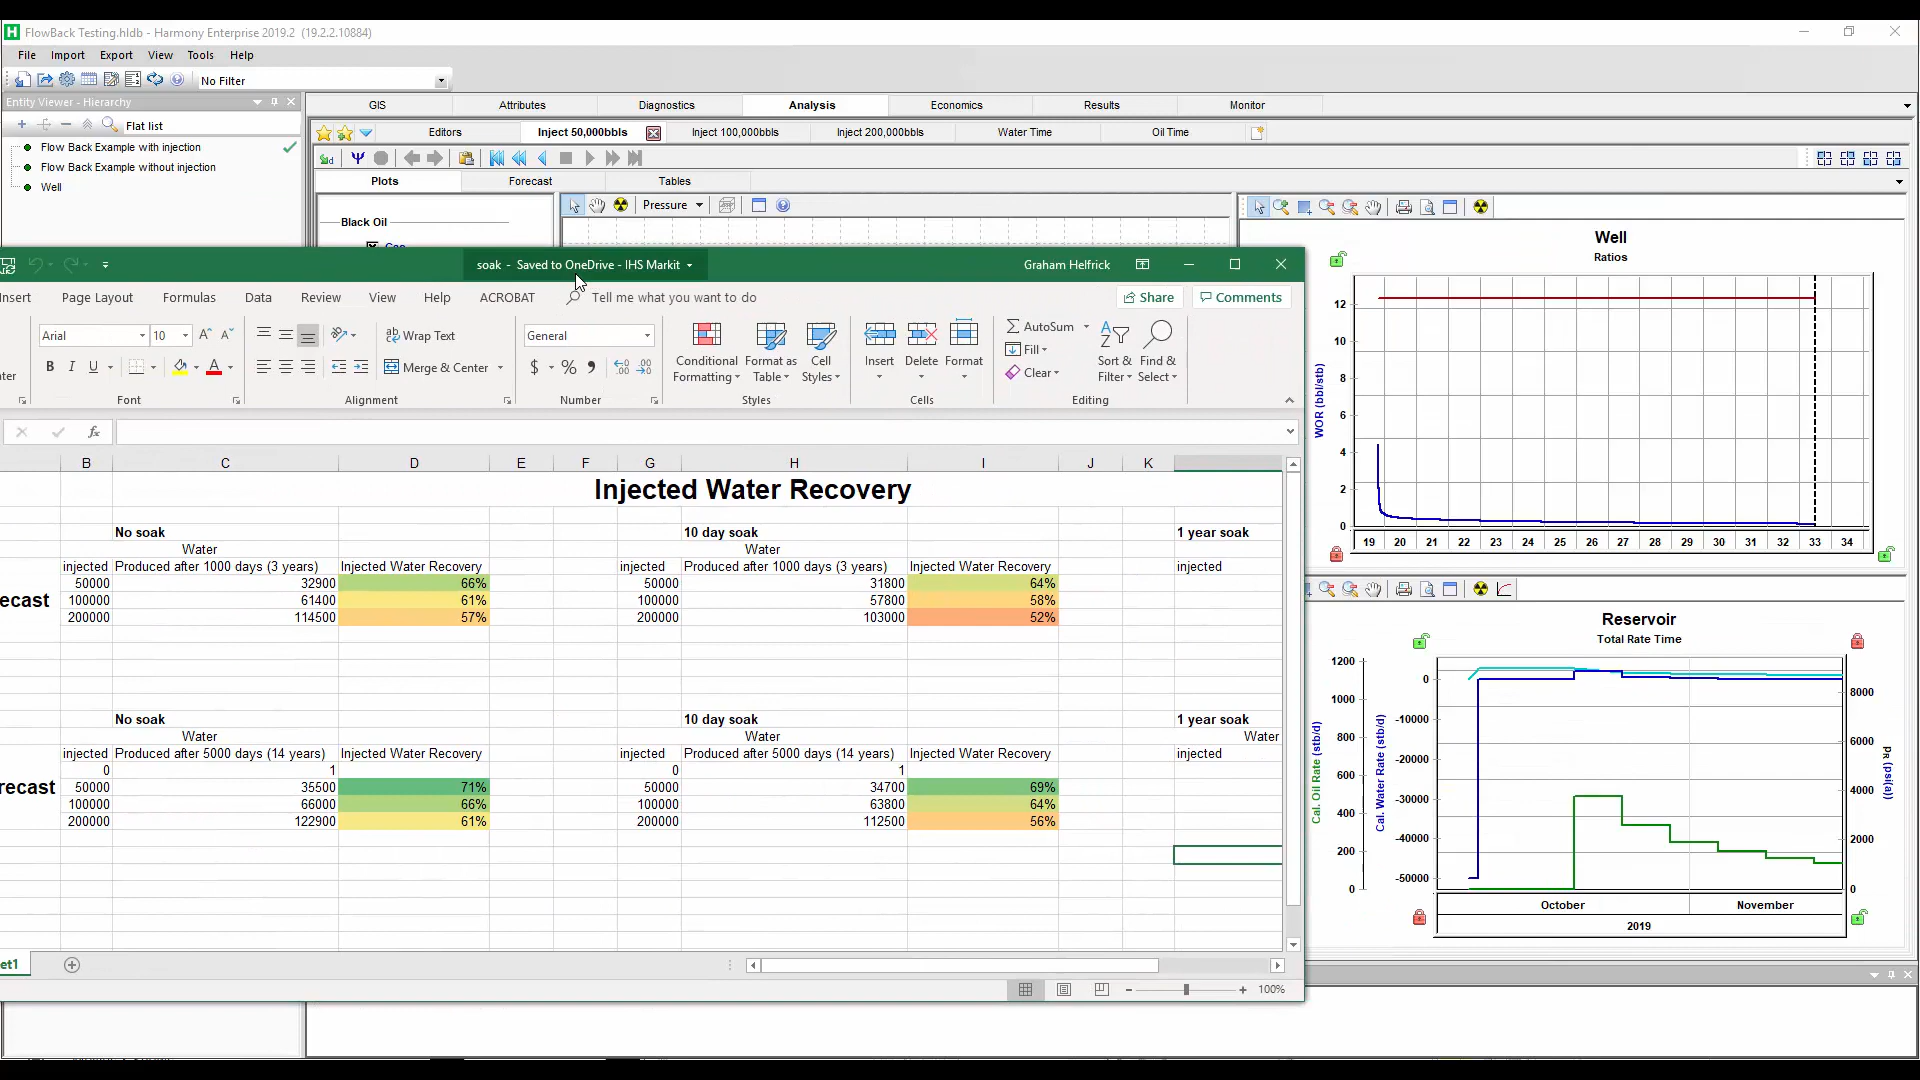 FlowBack Testing.hldb - Harmony Enterprise 2019.2 (19.2.2.10884)
File Import Export View Tools Help
No Filter
Entity Viewer - Hierarchy
Flat list
Flow Back Example with injection
Flow Back Example without injection
Well
GIS Attributes Diagnostics Analysis Economics Results Monitor
Editors Inject 50,000bbls Inject 100,000bbls Inject 200,000bbls Water Time Oil Time
Plots Forecast Tables
Black Oil
Pressure
soak - Saved to OneDrive - IHS Markit
Graham Helfrick
nsert Page Layout Formulas Data Review View Help ACROBAT Tell me what you want to do
Share Comments
Arial 10
Wrap Text
General
Conditional Formatting
Format as Table
Cell Styles
Insert Delete Format
AutoSum
Fill
Clear
Sort & Filter
Find & Select
B I U
Merge & Center
$ % ,
Font Alignment Number Styles Cells Editing
fx
B C D E F G H I J K
Injected Water Recovery
No soak 10 day soak 1 year soak
Water Water
injected Produced after 1000 days (3 years) Injected Water Recovery injected Produced after 1000 days (3 years) Injected Water Recovery injected
50000 32900 66% 50000 31800 64%
ecast 100000 61400 61% 100000 57800 58%
200000 114500 57% 200000 103000 52%
No soak 10 day soak 1 year soak
Water Water Water
injected Produced after 5000 days (14 years) Injected Water Recovery injected Produced after 5000 days (14 years) Injected Water Recovery injected
0 1 0 1
recast 50000 35500 71% 50000 34700 69%
100000 66000 66% 100000 63800 64%
200000 122900 61% 200000 112500 56%
et1
100%
Well
Ratios
WOR (bbl/stb)
12
10
8
6
4
2
0
19 20 21 22 23 24 25 26 27 28 29 30 31 32 33 34
Reservoir
Total Rate Time
Cal. Oil Rate (stb/d)
1200
1000
800
600
400
200
0
Cal. Water Rate (stb/d)
0
-10000
-20000
-30000
-40000
-50000
8000
6000
4000
2000
0
pR (psi(a))
October November
2019